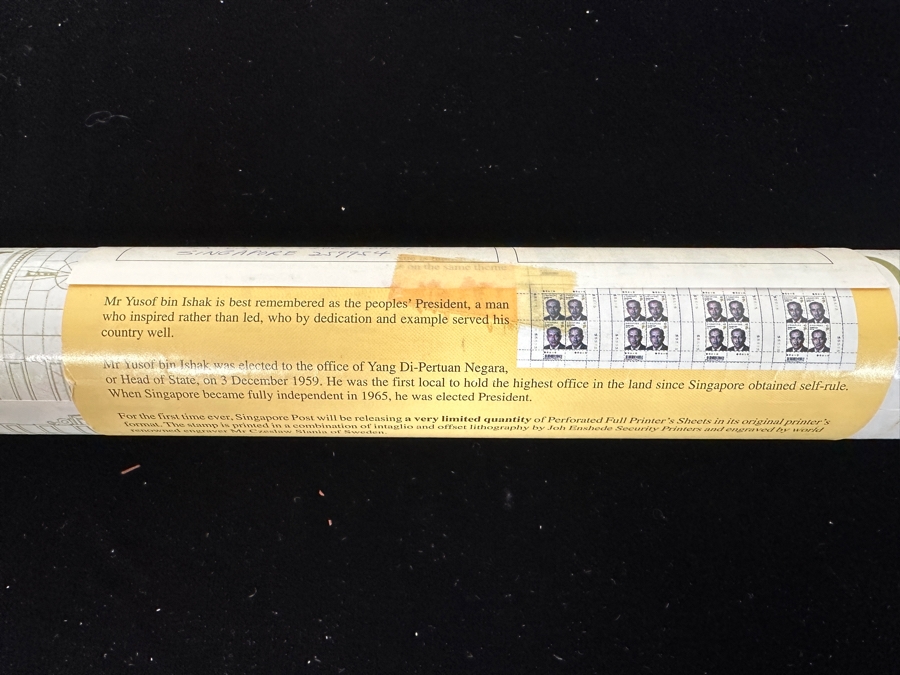 SINGAPORE 259954
on the same theme
Mr Yusof bin Ishak is best remembered as the peoples' President, a man
who inspired rather than led, who by dedication and example served his
country well.
Mr Yusof bin Ishak was elected to the office of Yang Di-Pertuan Negara,
or Head of State, on 3 December 1959. He was the first local to hold the highest office in the land since Singapore obtained self-rule.
When Singapore became fully independent in 1965, he was elected President.
For the first time ever, Singapore Post will be releasing a very limited quantity of Perforated Full Printer's Sheets in its original printer's
format. The stamp is printed in a combination of intaglio and offset lithography by Joh Enshede Security Printers and engraved by world
renowned engraver Mr Czeslaw Slania of Sweden.